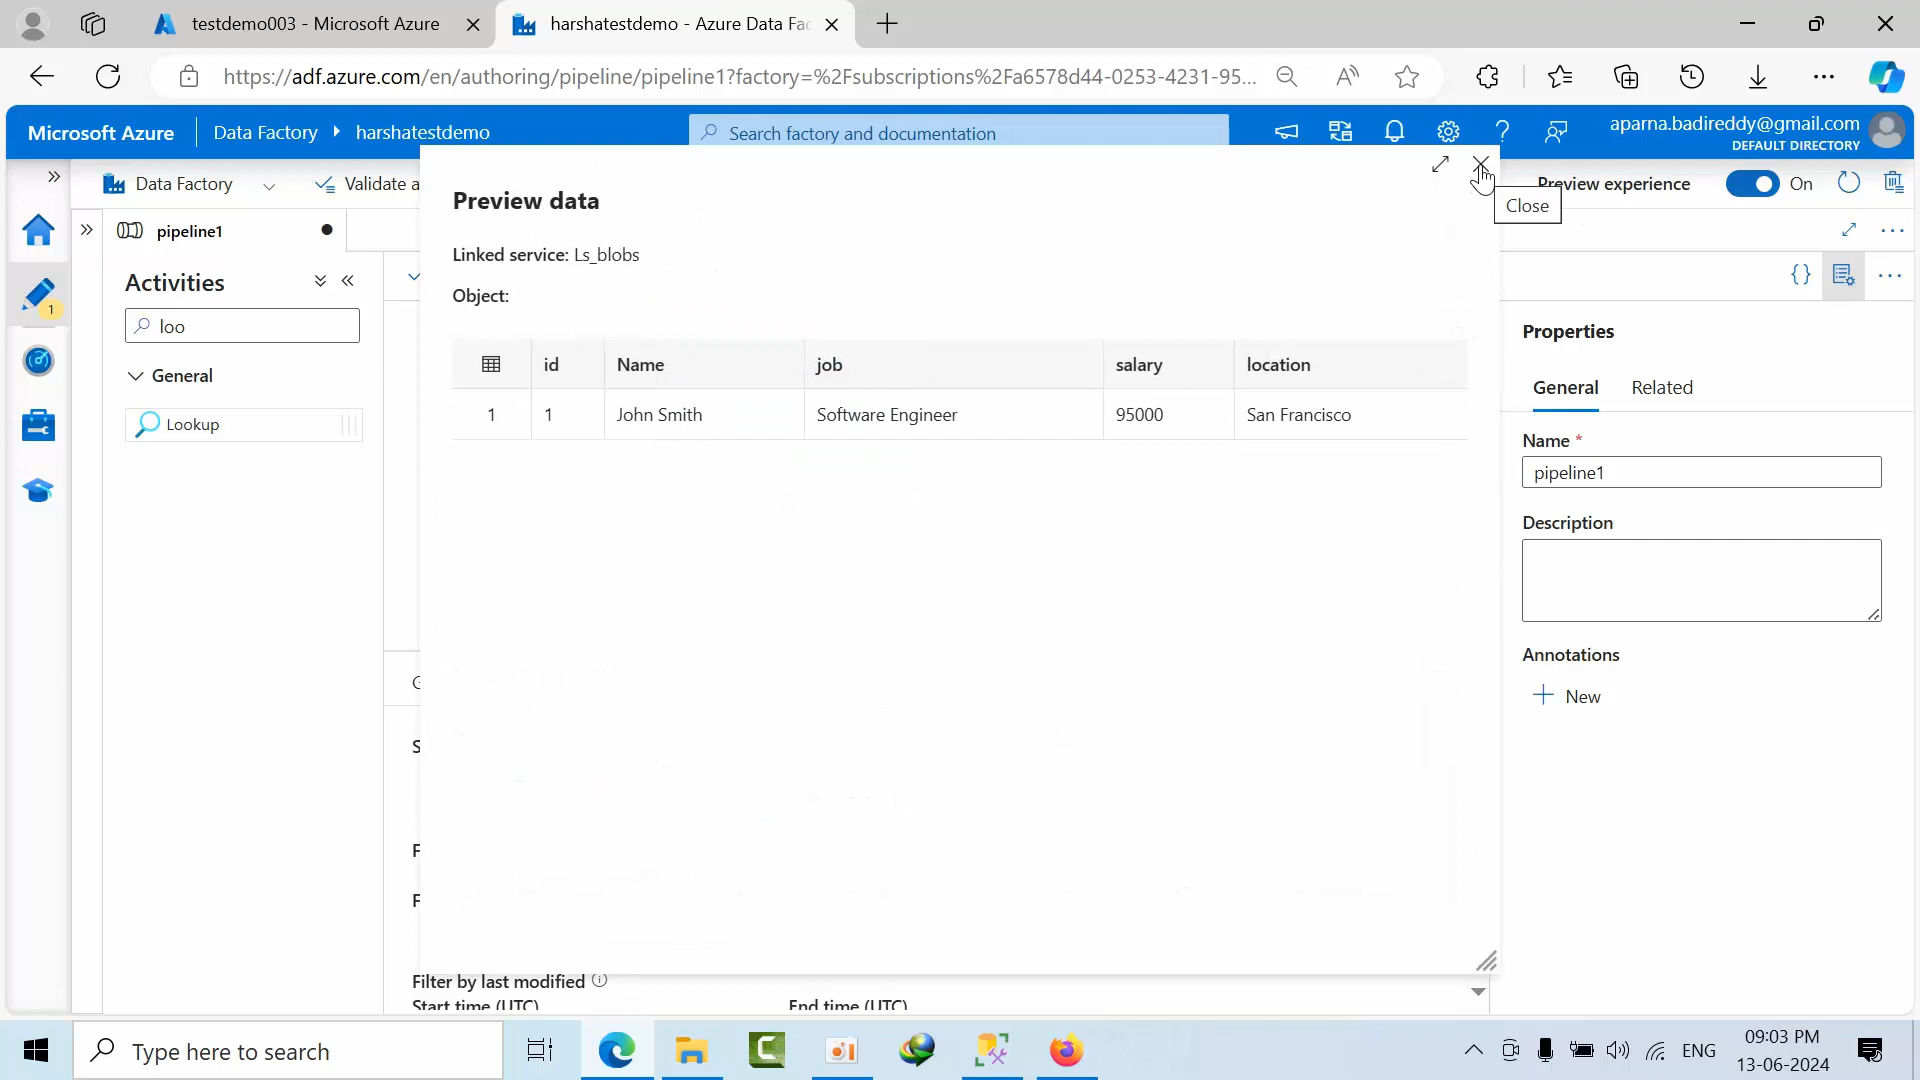 testdemo003 - Microsoft Azure
harshatestdemo - Azure Data Fac
https://adf.azure.com/en/authoring/pipeline/pipeline1?factory=%2Fsubscriptions%2Fa6578d44-0253-4231-95...
Microsoft Azure
Data Factory
harshatestdemo
Search factory and documentation
aparna.badireddy@gmail.com
DEFAULT DIRECTORY
Data Factory
Validate a
Preview experience
On
Close
pipeline1
Activities
loo
General
Lookup
1
Preview data
Linked service: Ls_blobs
Object:
id Name job salary location
1 1 John Smith Software Engineer 95000 San Francisco
G
S
F
F
Filter by last modified
Start time (UTC) End time (UTC)
Properties
General Related
Name *
pipeline1
Description
Annotations
New
Type here to search
ENG
09:03 PM
13-06-2024